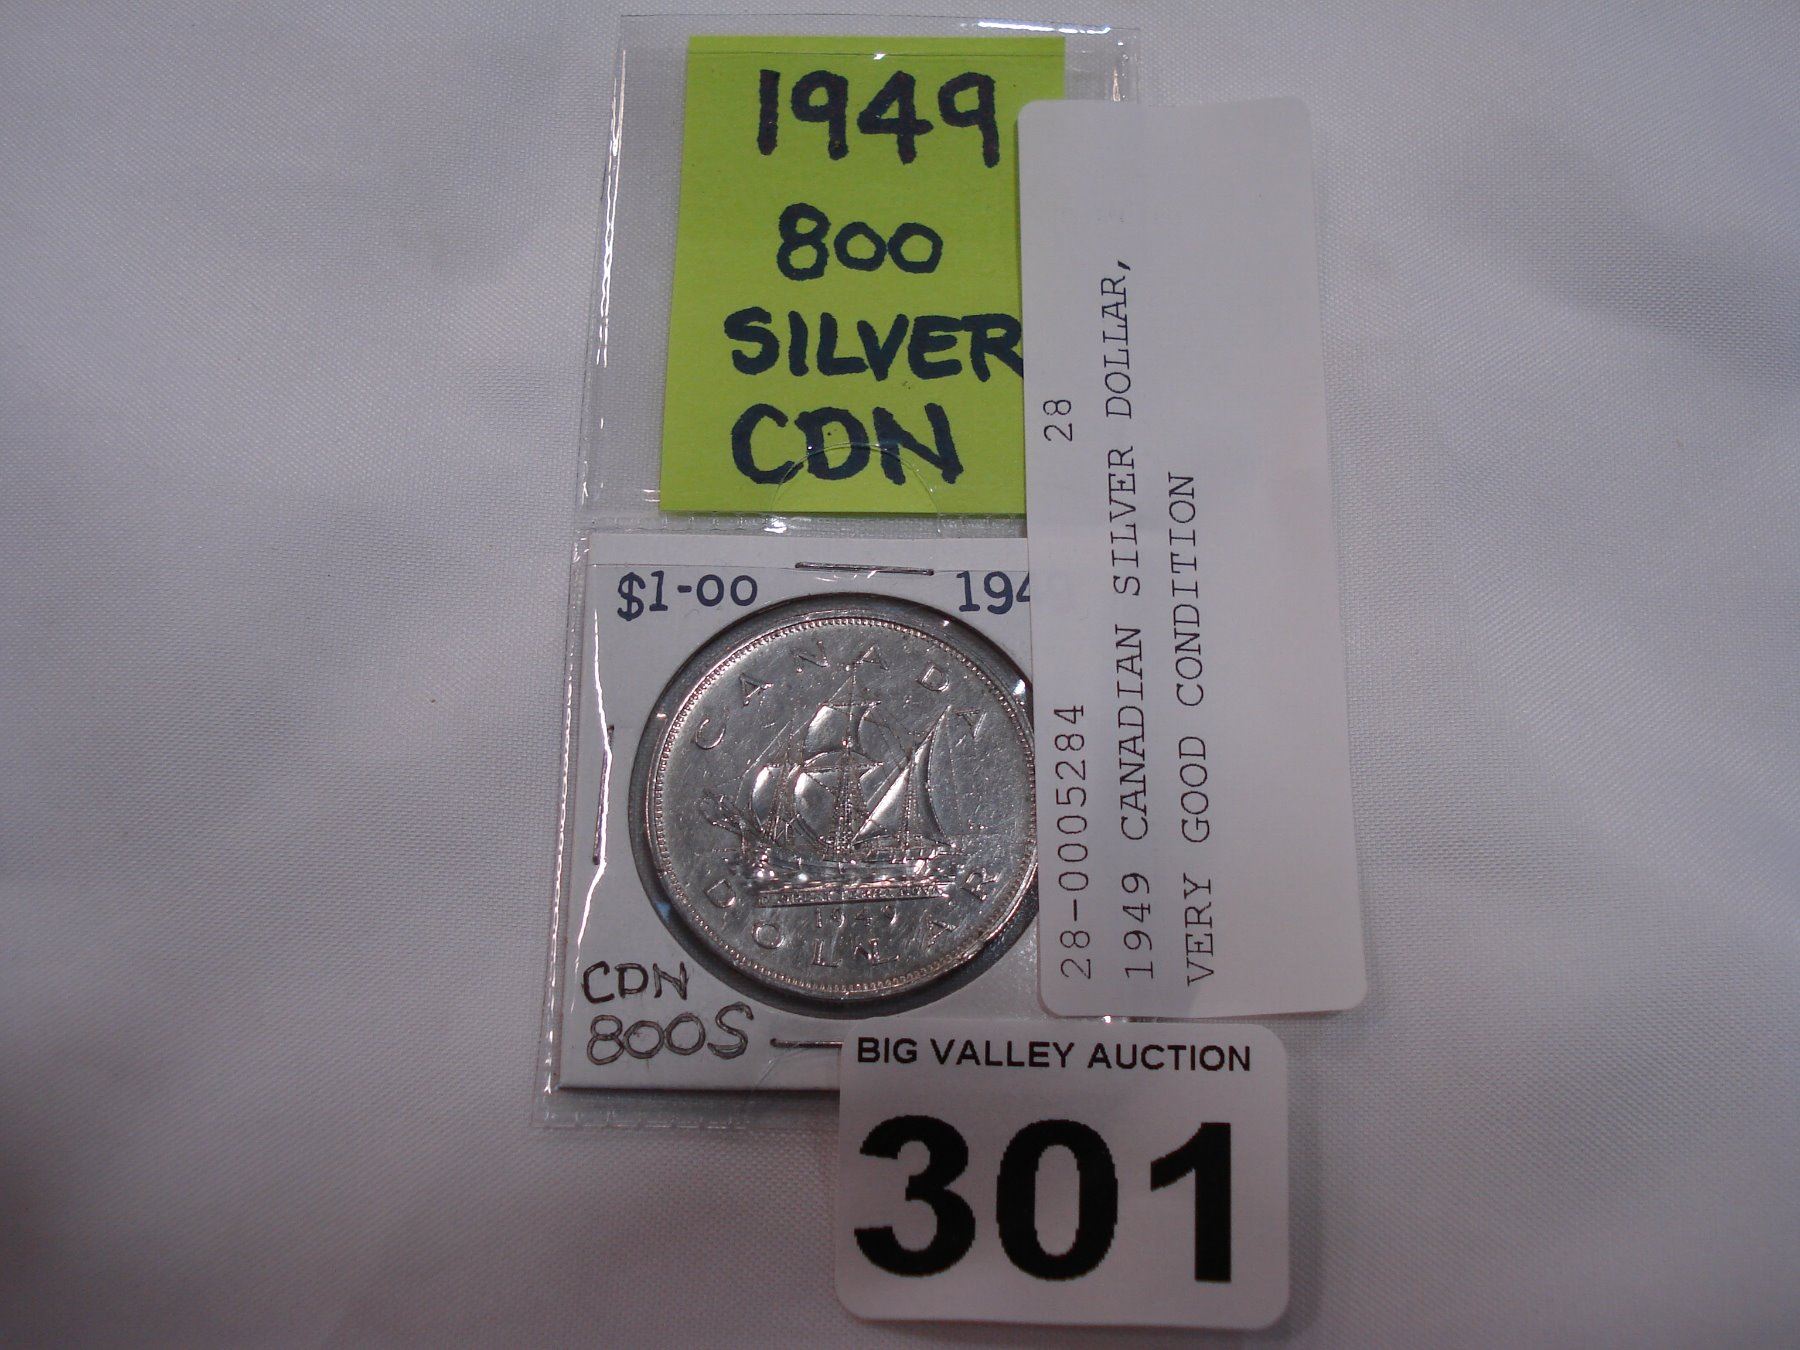 1949
800
SILVER
CDN
$1-00
CANADA
1949
DOLLAR
CDN
800S
28-0005284 28
1949 CANADIAN SILVER DOLLAR,
VERY GOOD CONDITION
BIG VALLEY AUCTION
301